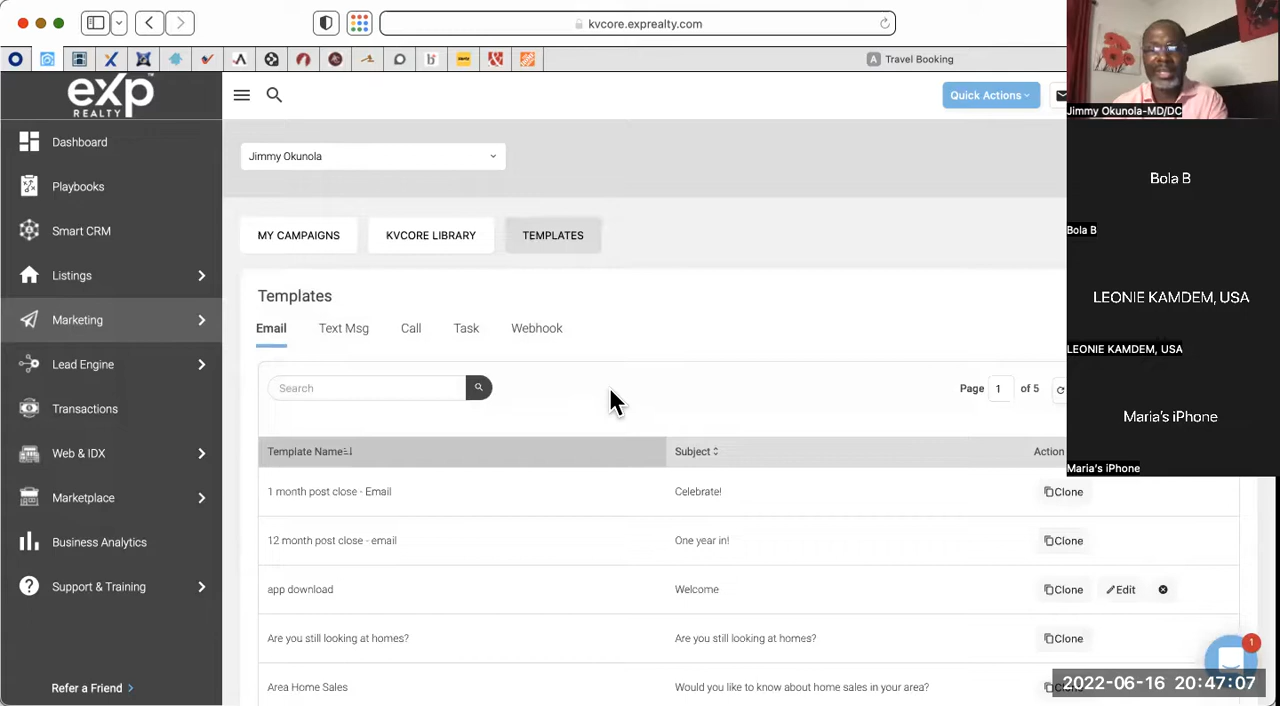 kvcore.exprealty.com
Travel Booking
eXp
REALTY
Quick Actions
Jimmy Okunola
Dashboard
Playbooks
Smart CRM
Listings
Marketing
Lead Engine
Transactions
Web & IDX
Marketplace
Business Analytics
Support & Training
Refer a Friend
MY CAMPAIGNS
KVCORE LIBRARY
TEMPLATES
Templates
Email
Text Msg
Call
Task
Webhook
Search
Page 1 of 5
Template Name
Subject
Action
1 month post close - Email
Celebrate!
Clone
12 month post close - email
One year in!
Clone
app download
Welcome
Clone
Edit
Are you still looking at homes?
Are you still looking at homes?
Clone
Area Home Sales
Would you like to know about home sales in your area?
1
2022-06-16 20:47:07
Jimmy Okunola-MD/DC
Bola B
Bola B
LEONIE KAMDEM, USA
LEONIE KAMDEM, USA
Maria's iPhone
Maria's iPhone